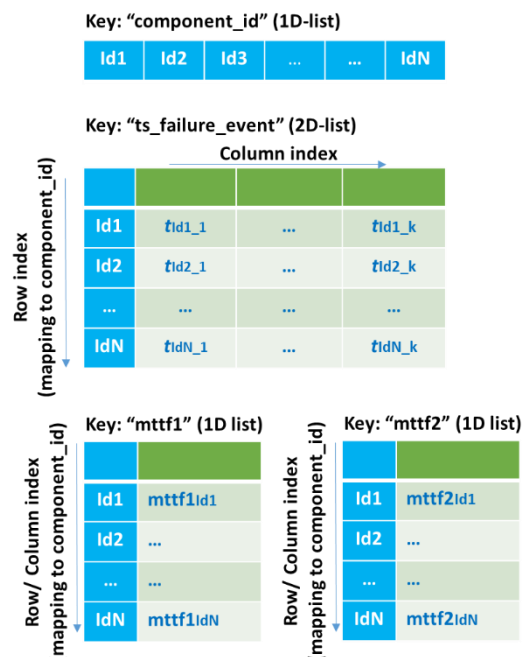 Key: “component_id” (1D-list)
Id1 Id2 Id3 ... ... IdN
Key: “ts_failure_event” (2D-list)
Column index
Row index
(mapping to component_id)
Id1 tId1_1 ... tId1_k
Id2 tId2_1 ... tId2_k
... ... ... ...
IdN tIdN_1 ... tIdN_k
Key: “mttf1” (1D list)
Row/ Column index
(mapping to component_id)
Id1 mttf1Id1
Id2 ...
... ...
IdN mttf1IdN
Key: “mttf2” (1D list)
Row/ Column index
(mapping to component_id)
Id1 mttf2Id1
Id2 ...
... ...
IdN mttf2IdN